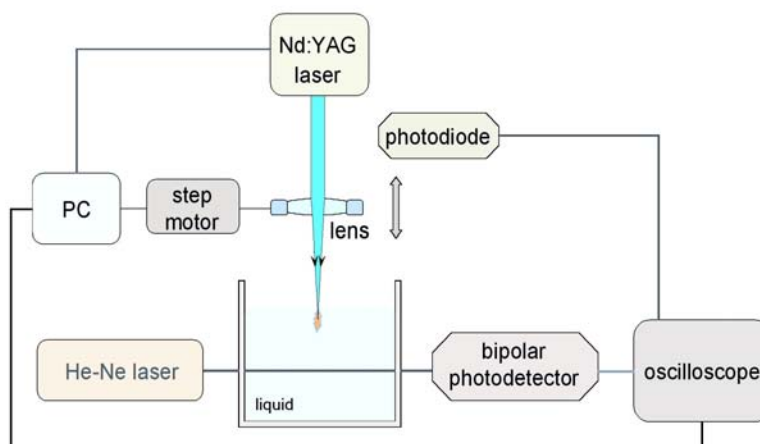 Nd:YAG
laser
photodiode
PC
step
motor
lens
He-Ne laser
liquid
bipolar
photodetector
oscilloscope